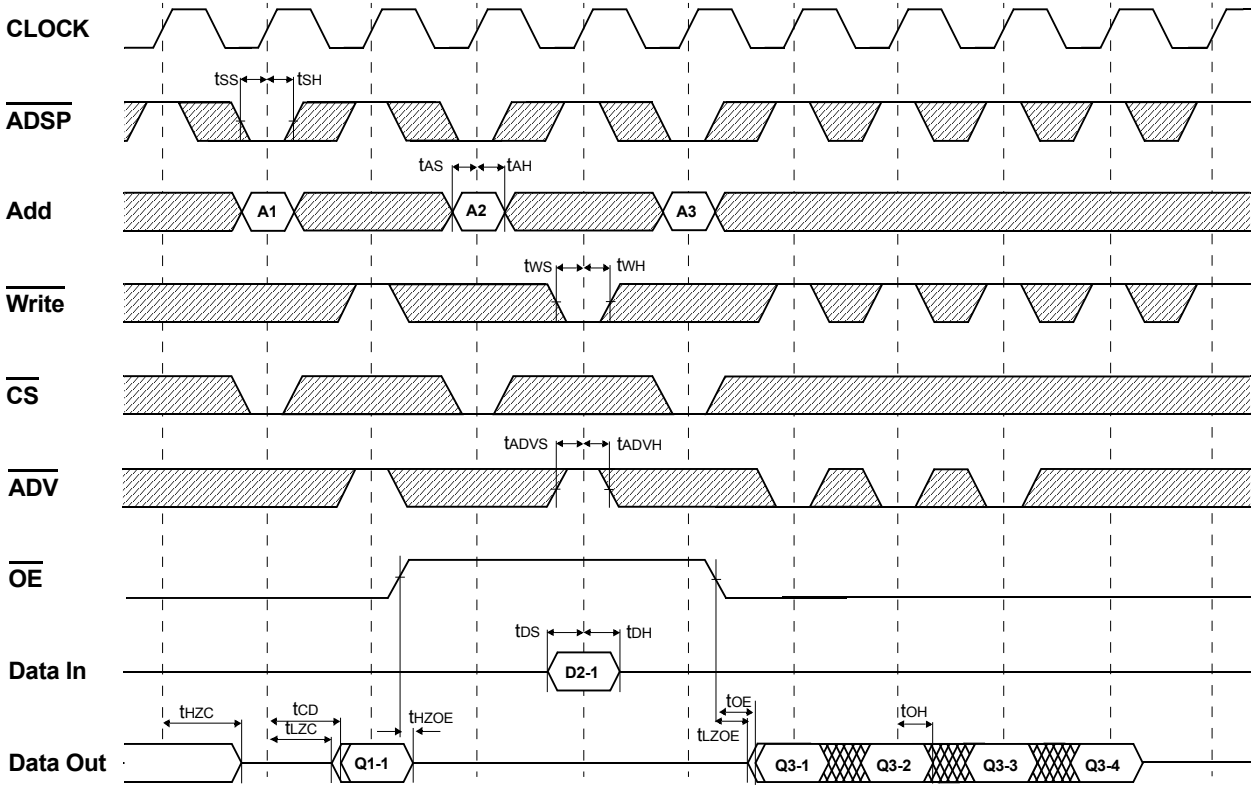 CLOCK
tSS tSH
ADSP
tAS tAH
Add A1 A2 A3
tWS tWH
Write
CS
tADVS tADVH
ADV
OE
tDS tDH
Data In D2-1
tHZC tCD tHZOE tOE tOH
tLZC tLZOE
Data Out Q1-1 Q3-1 Q3-2 Q3-3 Q3-4